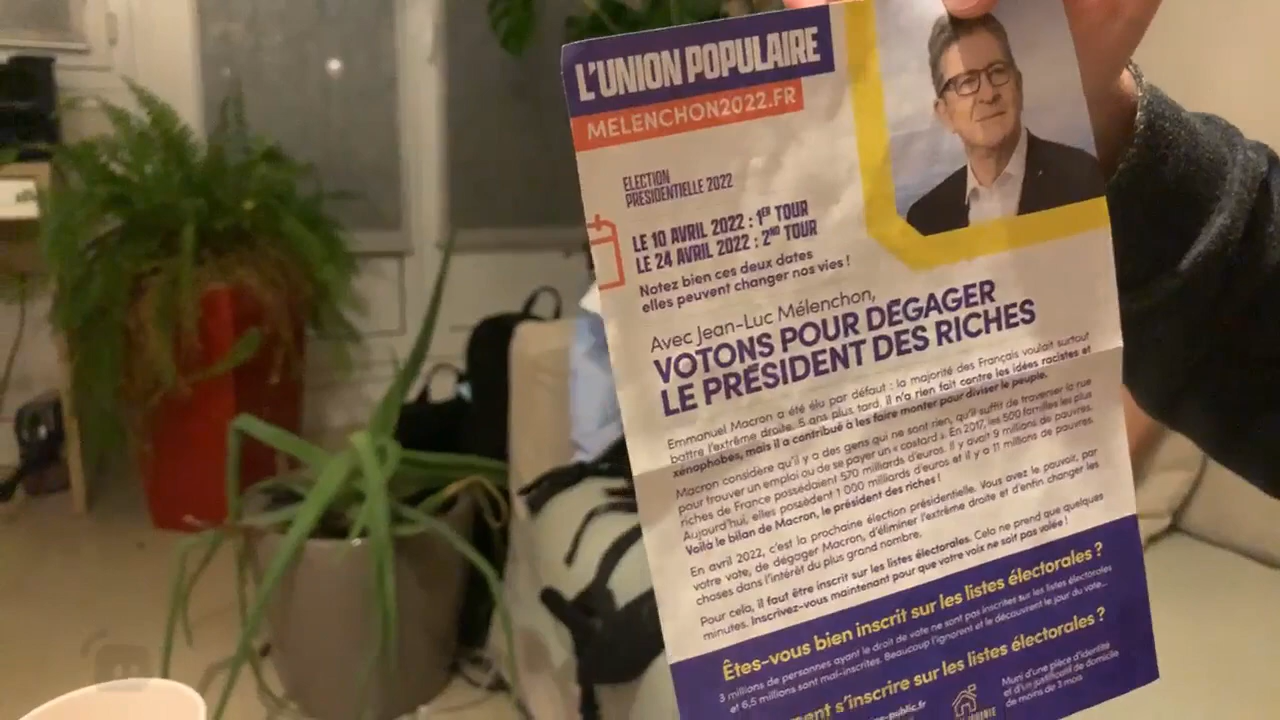 L'UNION POPULAIRE
MELENCHON2022.FR
ELECTION
PRÉSIDENTIELLE 2022
LE 10 AVRIL 2022 : 1ER TOUR
LE 24 AVRIL 2022 : 2ND TOUR
Notez bien ces deux dates
elles peuvent changer nos vies !
Avec Jean-Luc Mélenchon,
VOTONS POUR DÉGAGER
LE PRÉSIDENT DES RICHES
Emmanuel Macron a été élu par défaut : la majorité des Français voulait surtout
battre l'extrême droite. 5 ans plus tard, il n'a rien fait contre les idées racistes et
xénophobes, mais il a contribué à les faire monter pour diviser le peuple.
Macron considère qu'il y a des gens qui ne sont rien, qu'il suffit de traverser la rue
pour trouver un emploi ou de se payer un « costard ». En 2017, les 500 familles les plus
riches de France possédaient 570 milliards d'euros. Il y avait 9 millions de pauvres.
Aujourd'hui, elles possèdent 1 000 milliards d'euros et il y a 11 millions de pauvres.
Voilà le bilan de Macron, le président des riches !
En avril 2022, c'est la prochaine élection présidentielle. Vous avez le pouvoir, par
votre vote, de dégager Macron, d'éliminer l'extrême droite et d'enfin changer les
choses dans l'intérêt du plus grand nombre.
Pour cela, il faut être inscrit sur les listes électorales. Cela ne prend que quelques
minutes. Inscrivez-vous maintenant pour que votre voix ne soit pas volée !
Êtes-vous bien inscrit sur les listes électorales ?
3 millions de personnes ayant le droit de vote ne sont pas inscrites sur les listes électorales
et 6,5 millions sont mal-inscrites. Beaucoup l'ignorent et le découvrent le jour du vote...
s'inscrire sur les listes électorales ?
Muni d'une pièce d'identité
et d'un justificatif de domicile
de moins de 3 mois